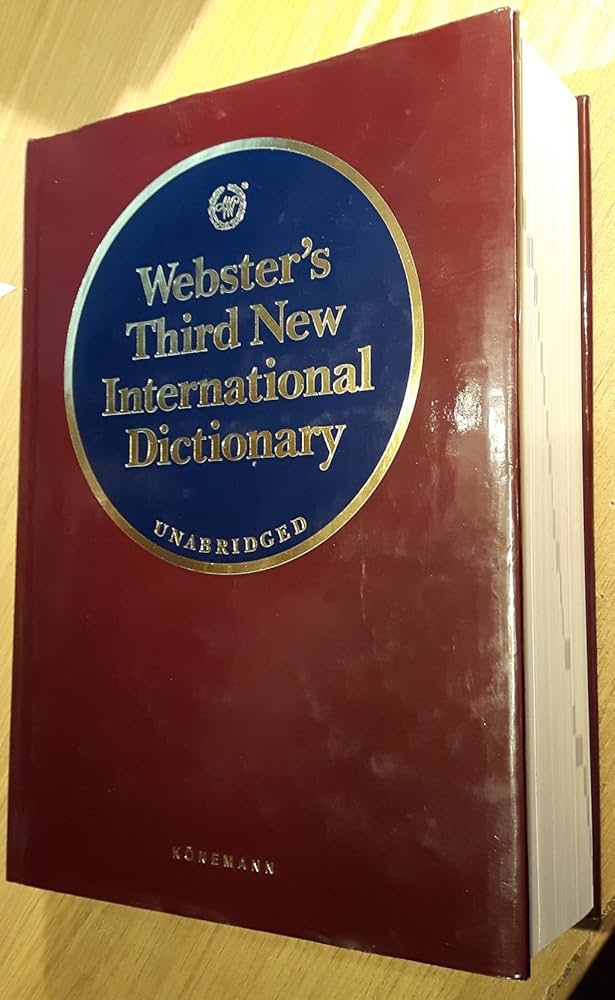 Webster's
Third New
International
Dictionary
UNABRIDGED
KÖNEMANN